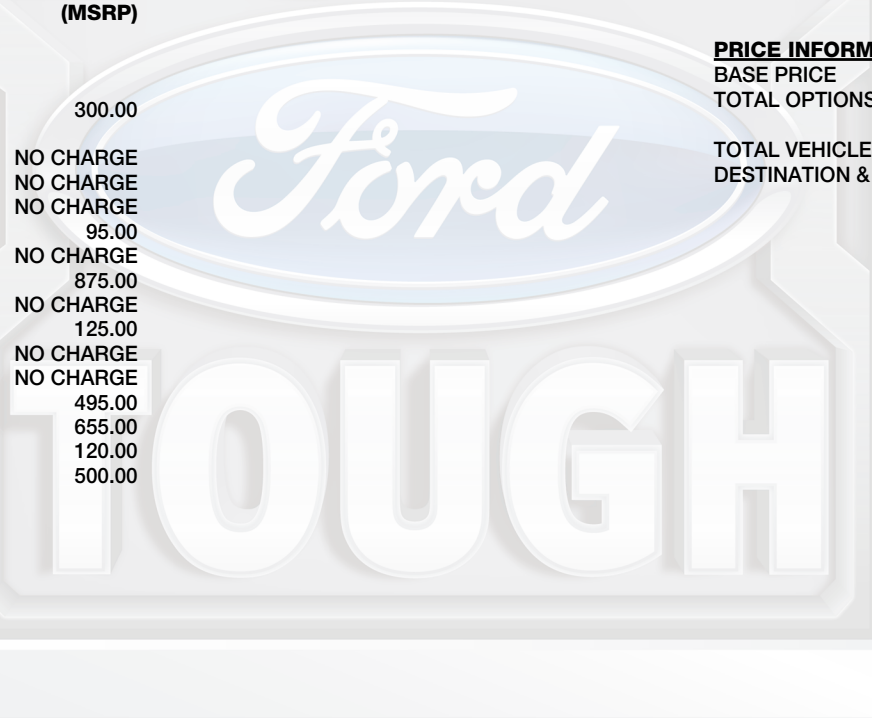 (MSRP)
300.00
NO CHARGE
NO CHARGE
NO CHARGE
95.00
NO CHARGE
875.00
NO CHARGE
125.00
NO CHARGE
NO CHARGE
495.00
655.00
120.00
500.00
PRICE INFORM
BASE PRICE
TOTAL OPTIONS
TOTAL VEHICLE
DESTINATION &
Ford
TOUGH